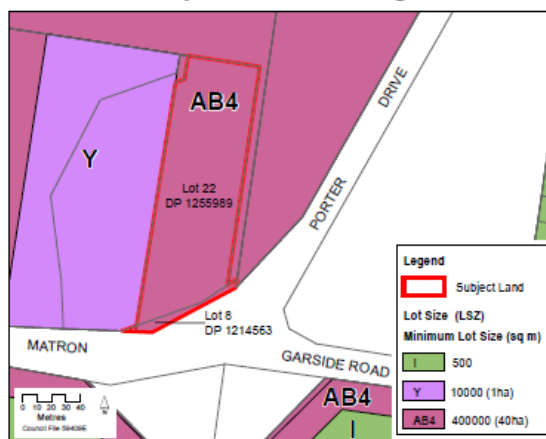 AB4
Y
Lot 22
DP 1255989
DRIVE
PORTER
Lot 8
DP 1214563
MATRON
GARSIDE ROAD
AB4
I
0 10 20 30 40
Metres
Council File 59409E
N
Legend
Subject Land
Lot Size (LSZ)
Minimum Lot Size (sq m)
I 500
Y 10000 (1ha)
AB4 400000 (40ha)